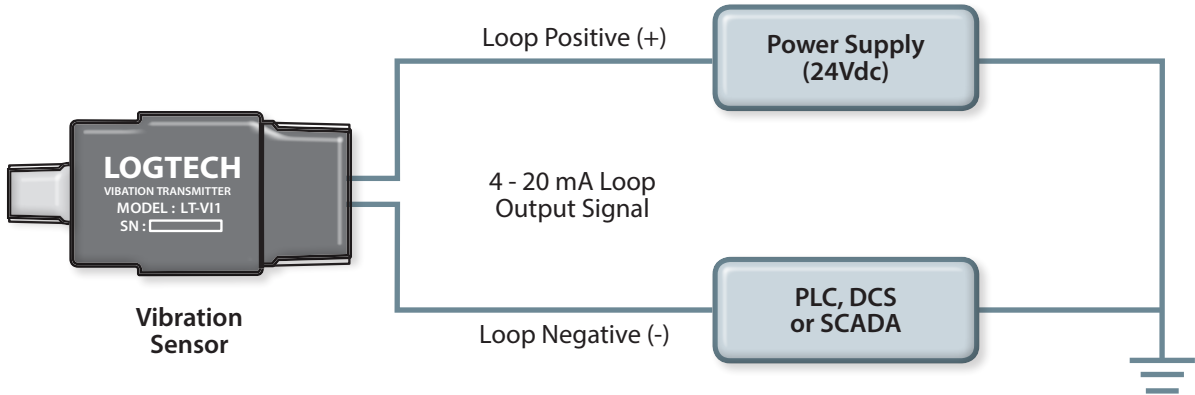 Loop Positive (+)
Power Supply
(24Vdc)
LOGTECH
VIBATION TRANSMITTER
MODEL : LT-VI1
SN :
4 - 20 mA Loop
Output Signal
Vibration
Sensor
Loop Negative (-)
PLC, DCS
or SCADA